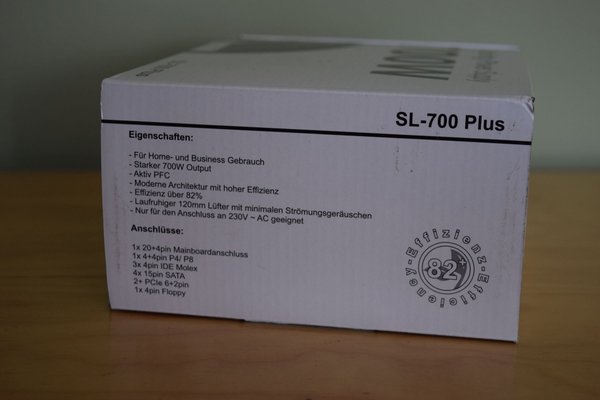 SL-700 Plus
Eigenschaften:
- Für Home- und Business Gebrauch
- Starker 700W Output
- Aktiv PFC
- Moderne Architektur mit hoher Effizienz
- Effizienz über 82%
- Laufruhiger 120mm Lüfter mit minimalen Strömungsgeräuschen
- Nur für den Anschluss an 230V ~ AC geeignet
Anschlüsse:
1x 20+4pin Mainboardanschluss
1x 4+4pin P4/ P8
3x 4pin IDE Molex
4x 15pin SATA
2+ PCIe 6+2pin
1x 4pin Floppy
Effizienz-Efficiency-
82+